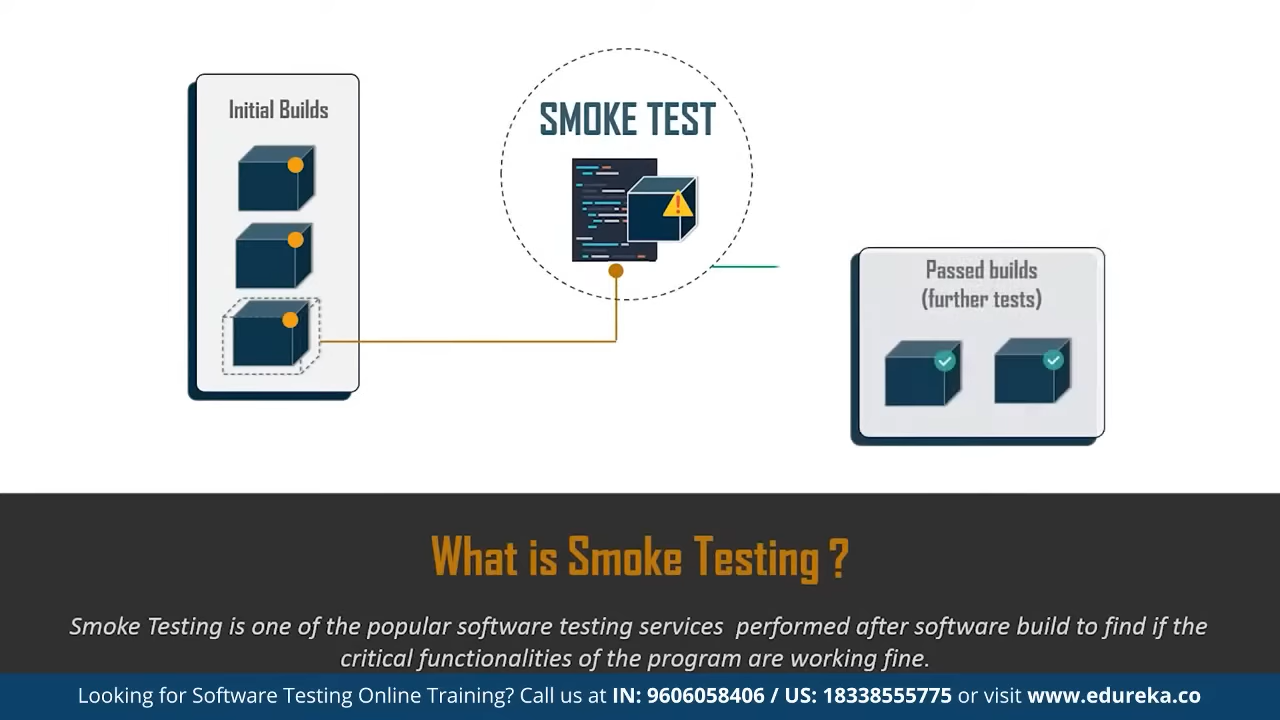 Initial Builds
SMOKE TEST
Passed builds
(further tests)
What is Smoke Testing ?
Smoke Testing is one of the popular software testing services  performed after software build to find if the
critical functionalities of the program are working fine.
Looking for Software Testing Online Training? Call us at IN: 9606058406 / US: 18338555775 or visit www.edureka.co